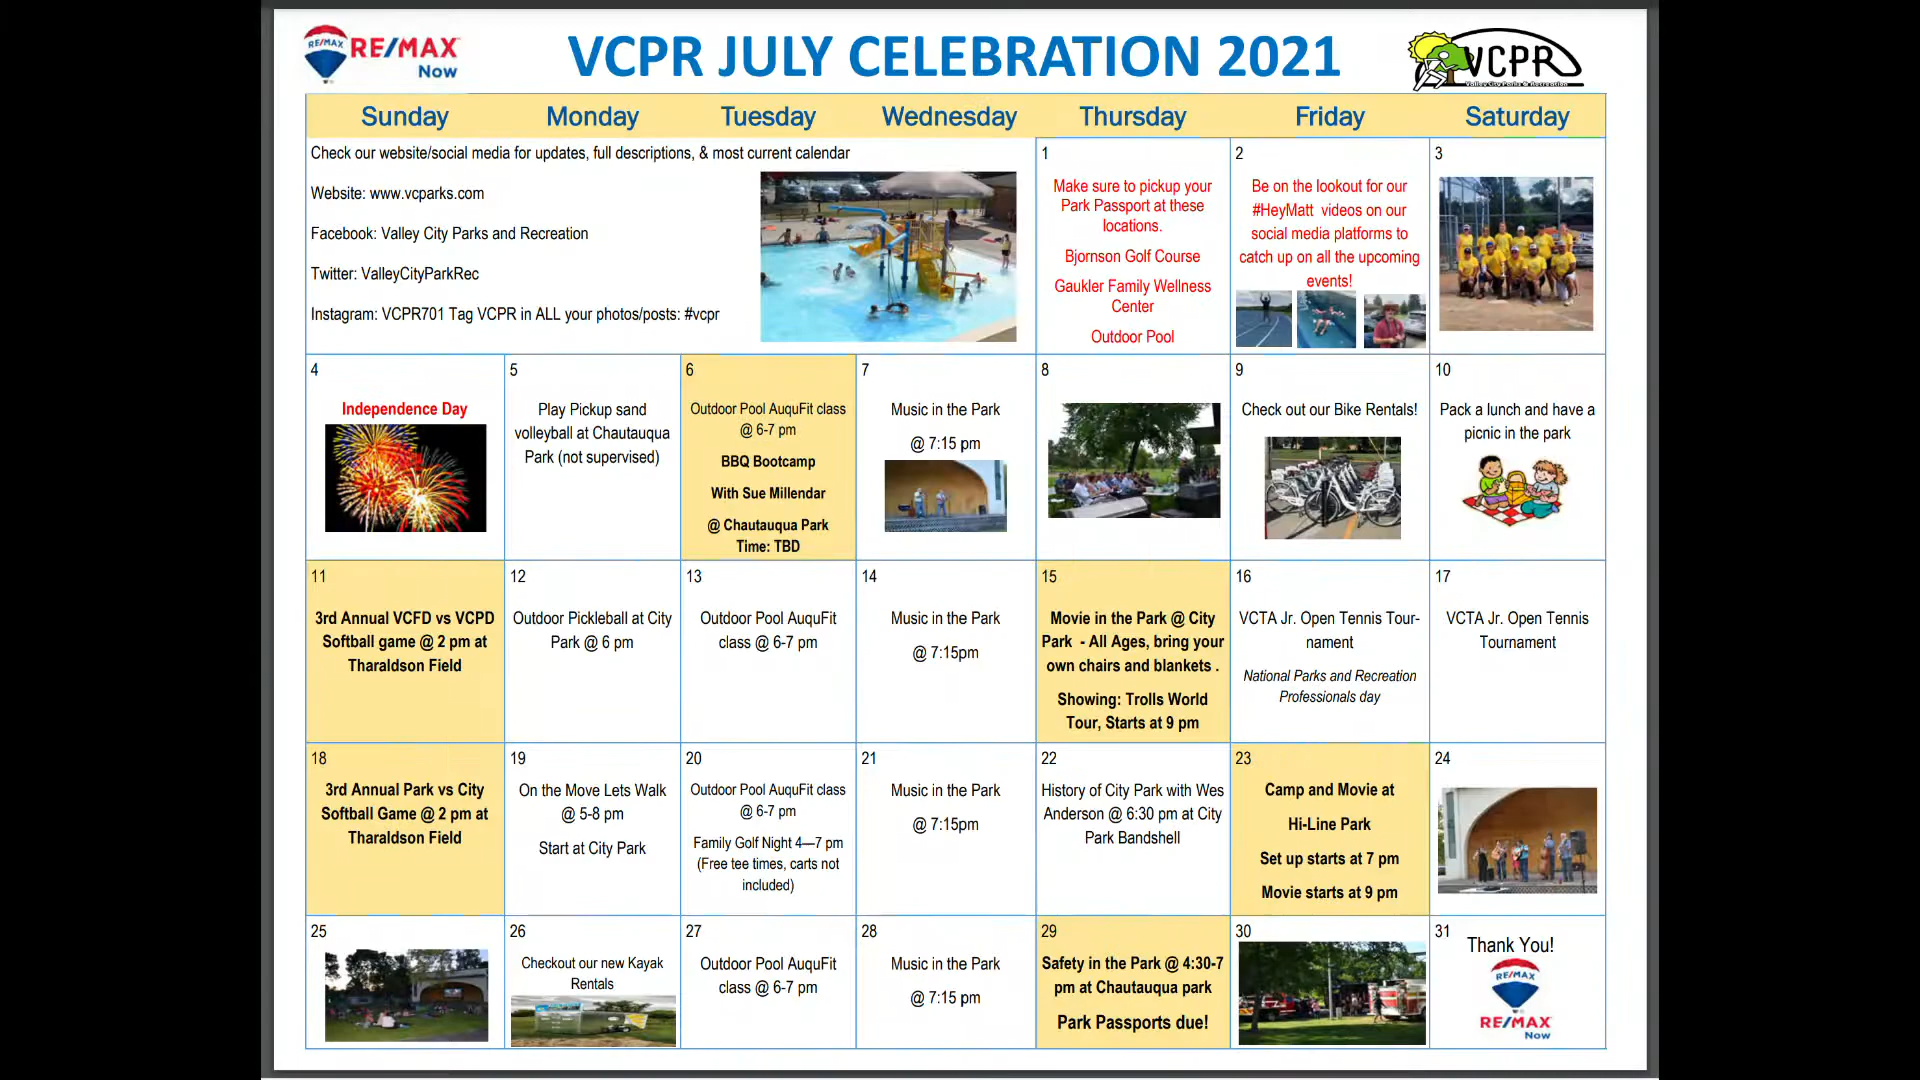 RE/MAX
RE/MAX
Now
VCPR JULY CELEBRATION 2021
VCPR
Valley City Parks & Recreation
Sunday
Monday
Tuesday
Wednesday
Thursday
Friday
Saturday
Check our website/social media for updates, full descriptions, & most current calendar
Website: www.vcparks.com
Facebook: Valley City Parks and Recreation
Twitter: ValleyCityParkRec
Instagram: VCPR701 Tag VCPR in ALL your photos/posts: #vcpr
1
Make sure to pickup your
Park Passport at these
locations.
Bjornson Golf Course
Gaukler Family Wellness
Center
Outdoor Pool
2
Be on the lookout for our
#HeyMatt videos on our
social media platforms to
catch up on all the upcoming
events!
3
4
Independence Day
5
Play Pickup sand
volleyball at Chautauqua
Park (not supervised)
6
Outdoor Pool AuquFit class
@ 6-7 pm
BBQ Bootcamp
With Sue Millendar
@ Chautauqua Park
Time: TBD
7
Music in the Park
@ 7:15 pm
8
9
Check out our Bike Rentals!
10
Pack a lunch and have a
picnic in the park
11
3rd Annual VCFD vs VCPD
Softball game @ 2 pm at
Tharaldson Field
12
Outdoor Pickleball at City
Park @ 6 pm
13
Outdoor Pool AuquFit
class @ 6-7 pm
14
Music in the Park
@ 7:15pm
15
Movie in the Park @ City
Park - All Ages, bring your
own chairs and blankets .
Showing: Trolls World
Tour, Starts at 9 pm
16
VCTA Jr. Open Tennis Tour-
nament
National Parks and Recreation
Professionals day
17
VCTA Jr. Open Tennis
Tournament
18
3rd Annual Park vs City
Softball Game @ 2 pm at
Tharaldson Field
19
On the Move Lets Walk
@ 5-8 pm
Start at City Park
20
Outdoor Pool AuquFit class
@ 6-7 pm
Family Golf Night 4—7 pm
(Free tee times, carts not
included)
21
Music in the Park
@ 7:15pm
22
History of City Park with Wes
Anderson @ 6:30 pm at City
Park Bandshell
23
Camp and Movie at
Hi-Line Park
Set up starts at 7 pm
Movie starts at 9 pm
24
25
26
Checkout our new Kayak
Rentals
27
Outdoor Pool AuquFit
class @ 6-7 pm
28
Music in the Park
@ 7:15 pm
29
Safety in the Park @ 4:30-7
pm at Chautauqua park
Park Passports due!
30
31
Thank You!
RE/MAX
RE/MAX
Now